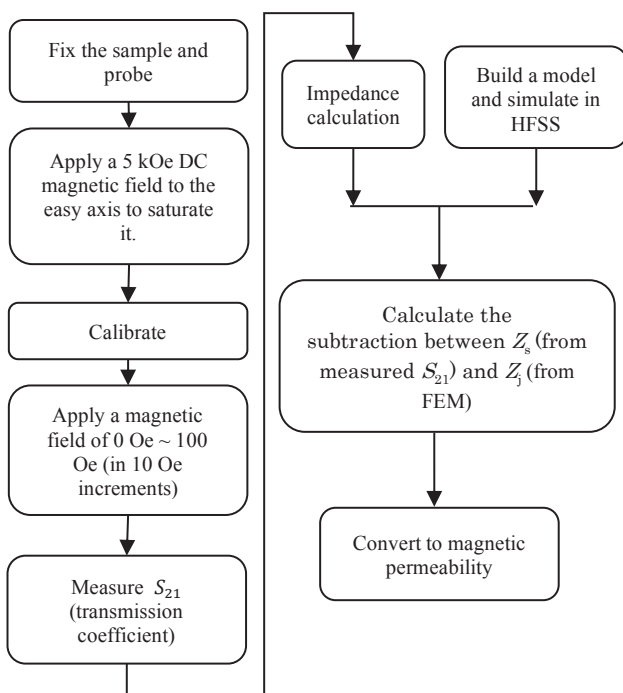 Fix the sample and
probe
Apply a 5 kOe DC
magnetic field to the
easy axis to saturate
it.
Calibrate
Apply a magnetic
field of 0 Oe ~ 100
Oe (in 10 Oe
increments)
Measure S₂₁
(transmission
coefficient)
Impedance
calculation
Build a model
and simulate in
HFSS
Calculate the
subtraction between Zₛ (from
measured S₂₁) and Zⱼ (from
FEM)
Convert to magnetic
permeability